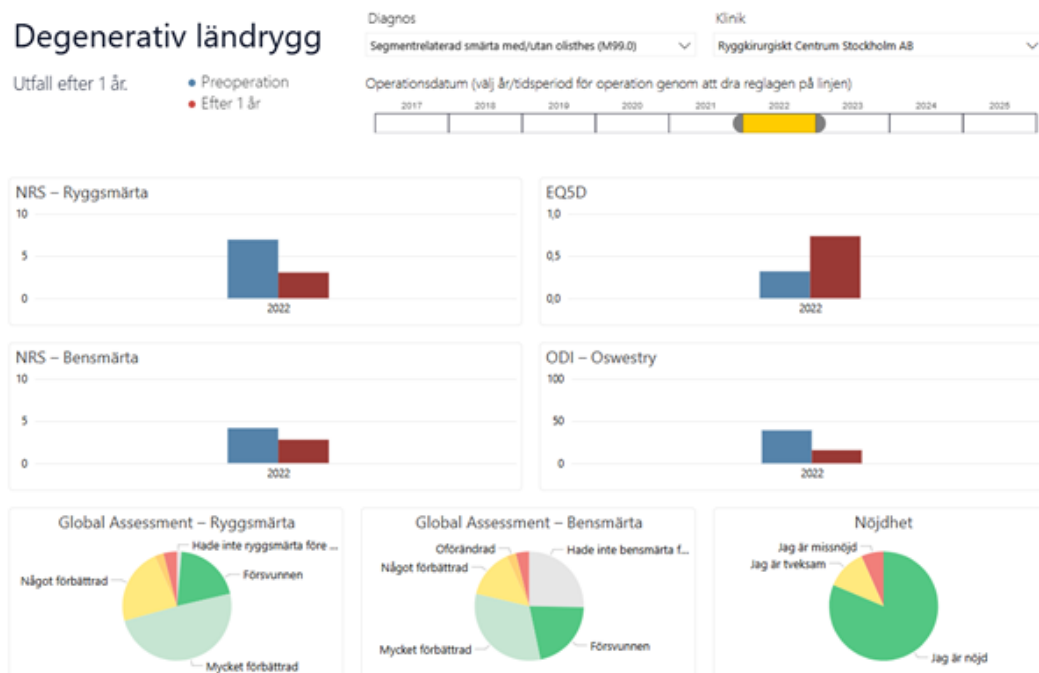 Degenerativ ländrygg
Utfall efter 1 år.
Preoperation
Efter 1 år
Diagnos
Segmentrelaterad smärta med/utan olisthes (M99.0)
Klinik
Ryggkirurgiskt Centrum Stockholm AB
Operationsdatum (välj år/tidsperiod för operation genom att dra reglagen på linjen)
2017 2018 2019 2020 2021 2022 2023 2024 2025
NRS – Ryggsmärta
10
5
0
2022
EQ5D
1,0
0,5
0,0
2022
NRS – Bensmärta
10
5
0
2022
ODI – Oswestry
100
50
0
2022
Global Assessment – Ryggsmärta
Hade inte ryggsmärta före ...
Försvunnen
Något förbättrad
Mycket förbättrad
Global Assessment – Bensmärta
Oförändrad
Hade inte bensmärta f...
Något förbättrad
Mycket förbättrad
Försvunnen
Nöjdhet
Jag är missnöjd
Jag är tveksam
Jag är nöjd